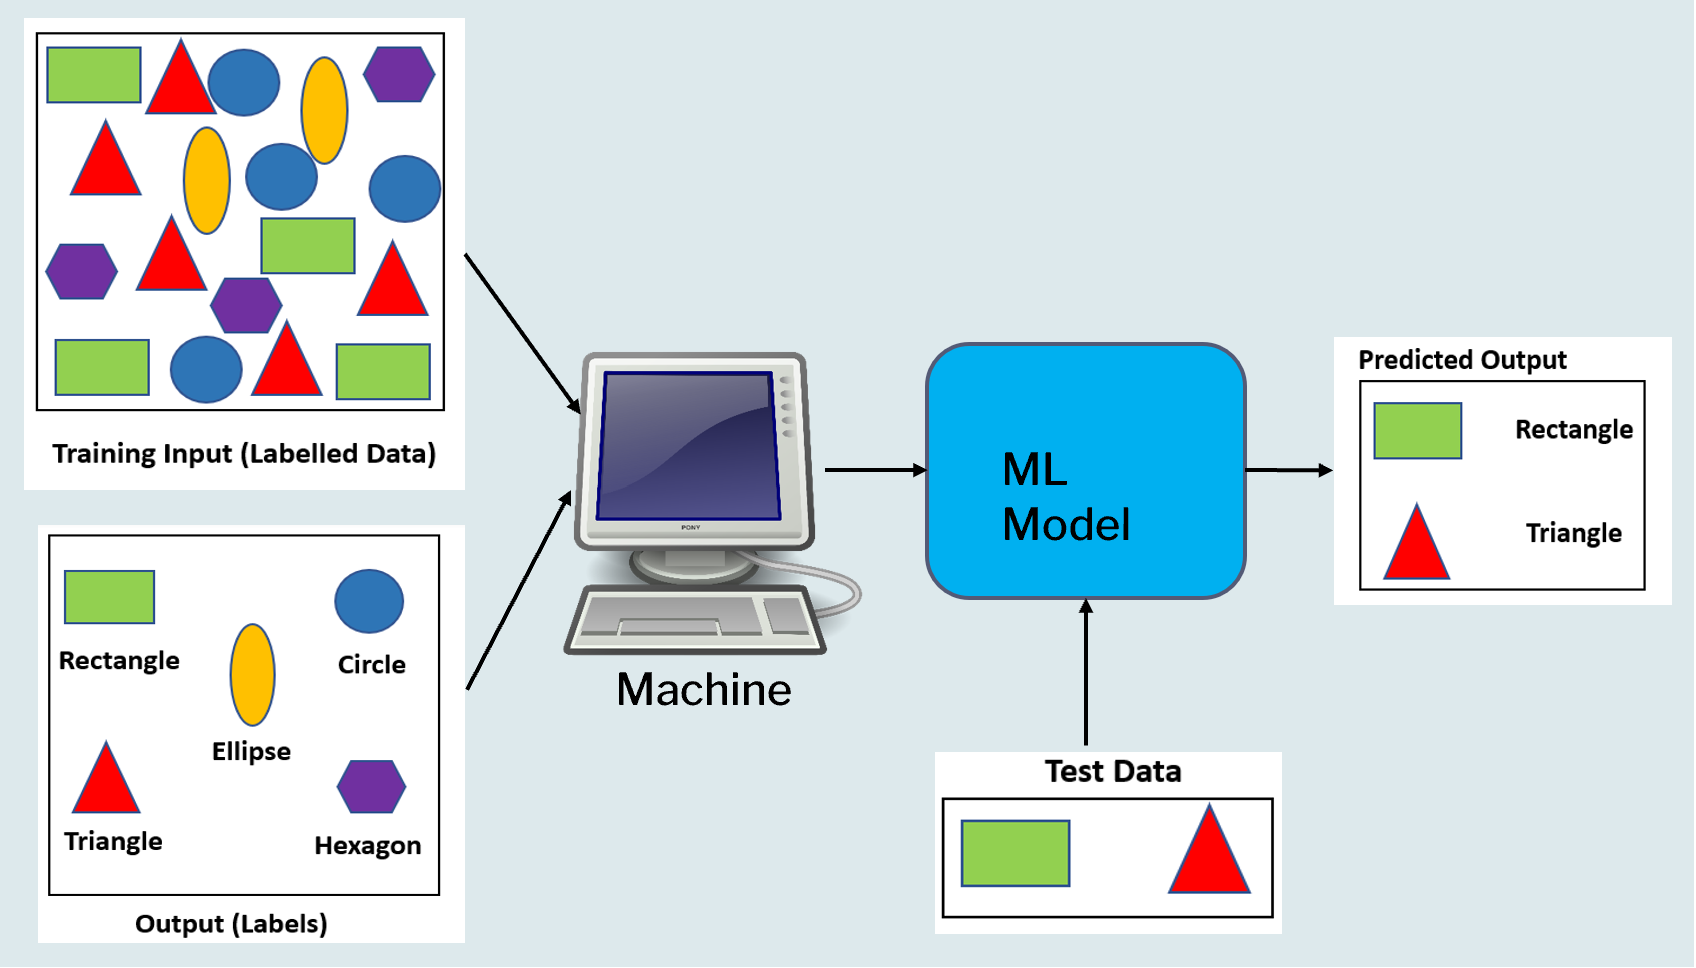 Training Input (Labelled Data)
Rectangle
Circle
Ellipse
Triangle
Hexagon
Output (Labels)
PONY
Machine
ML
Model
Test Data
Predicted Output
Rectangle
Triangle